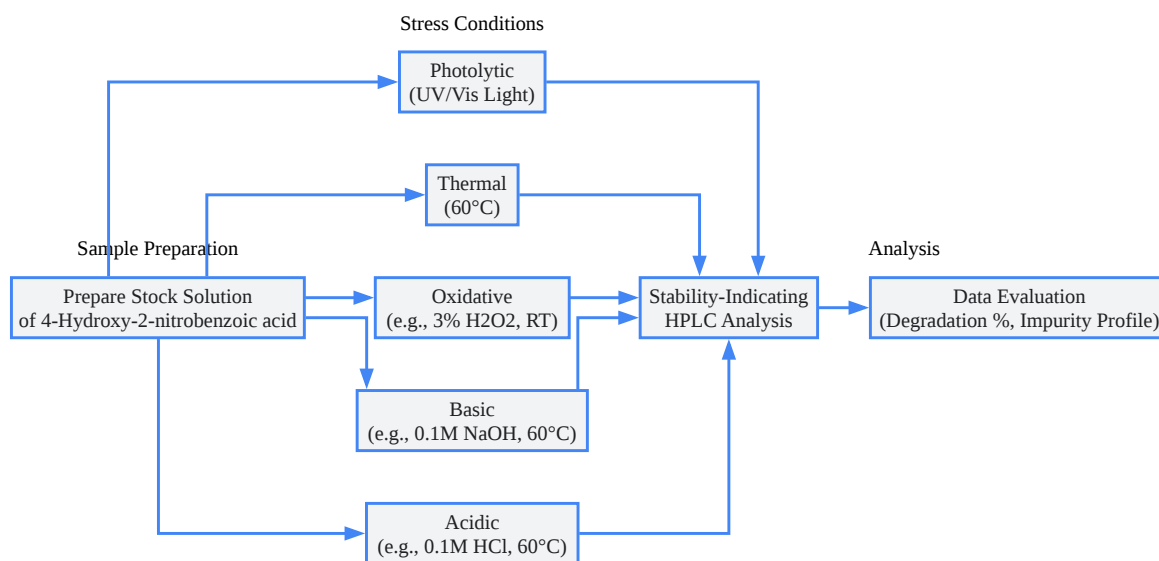 Stress Conditions
Photolytic
(UV/Vis Light)
Thermal
(60°C)
Sample Preparation
Analysis
Prepare Stock Solution
of 4-Hydroxy-2-nitrobenzoic acid
Oxidative
(e.g., 3% H2O2, RT)
Stability-Indicating
HPLC Analysis
Data Evaluation
(Degradation %, Impurity Profile)
Basic
(e.g., 0.1M NaOH, 60°C)
Acidic
(e.g., 0.1M HCl, 60°C)